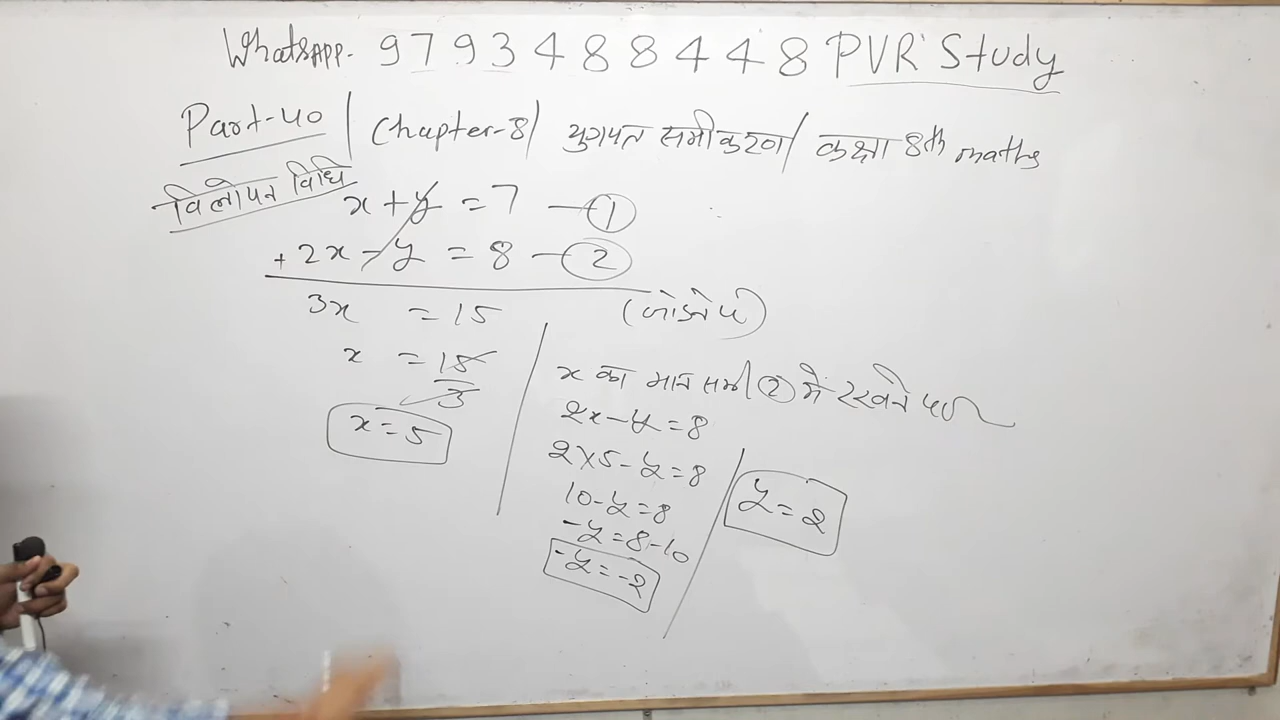 WhatsApp. 9793488448 PVR Study
Part-40 / Chapter-8 / युगपत समीकरण / कक्षा 8th maths
विलोपन विधि
x + y = 7 — 1
+ 2x - y = 8 — 2
3x = 15 (जोडने पर)
x = 15/3
x = 5
x का मान समी 2 में रखने पर
2x - y = 8
2×5 - y = 8
10 - y = 8
-y = 8-10
-y = -2
y = 2